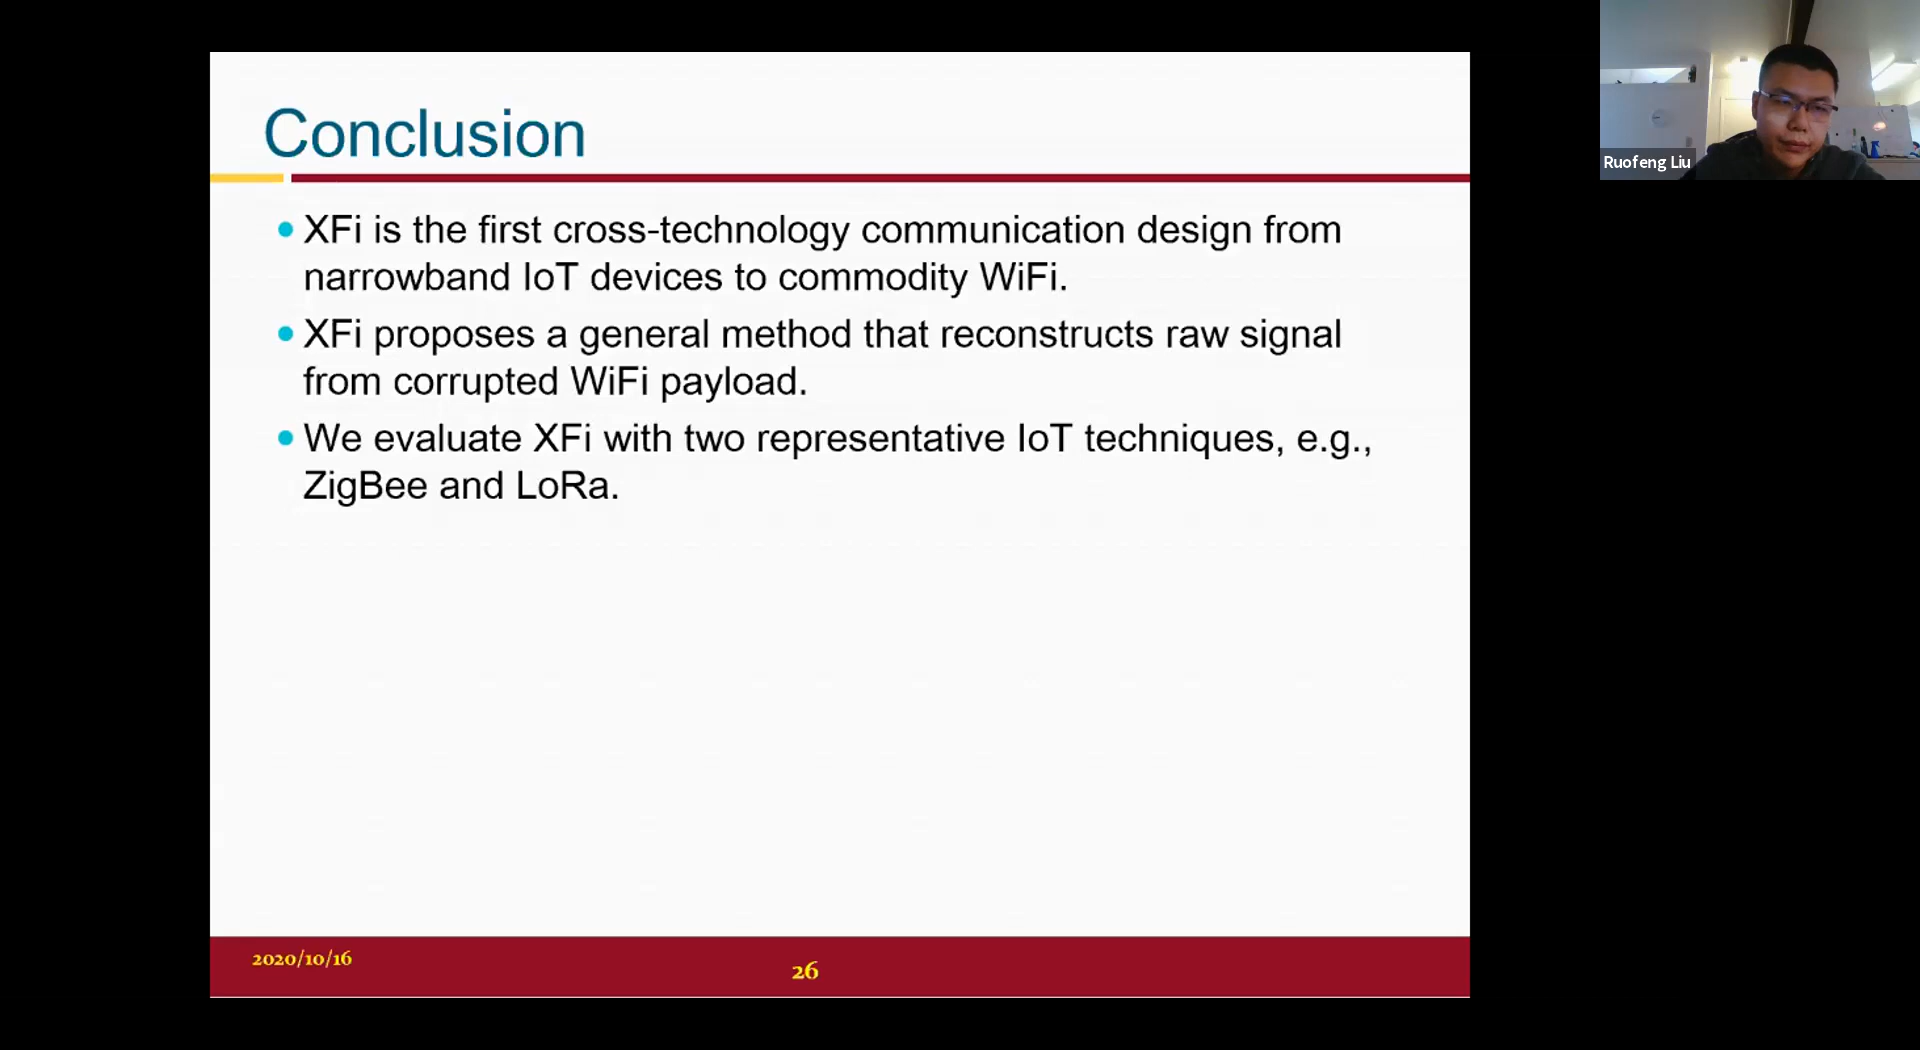 Conclusion
XFi is the first cross-technology communication design from
narrowband IoT devices to commodity WiFi.
XFi proposes a general method that reconstructs raw signal
from corrupted WiFi payload.
We evaluate XFi with two representative IoT techniques, e.g.,
ZigBee and LoRa.
2020/10/16
26
Ruofeng Liu